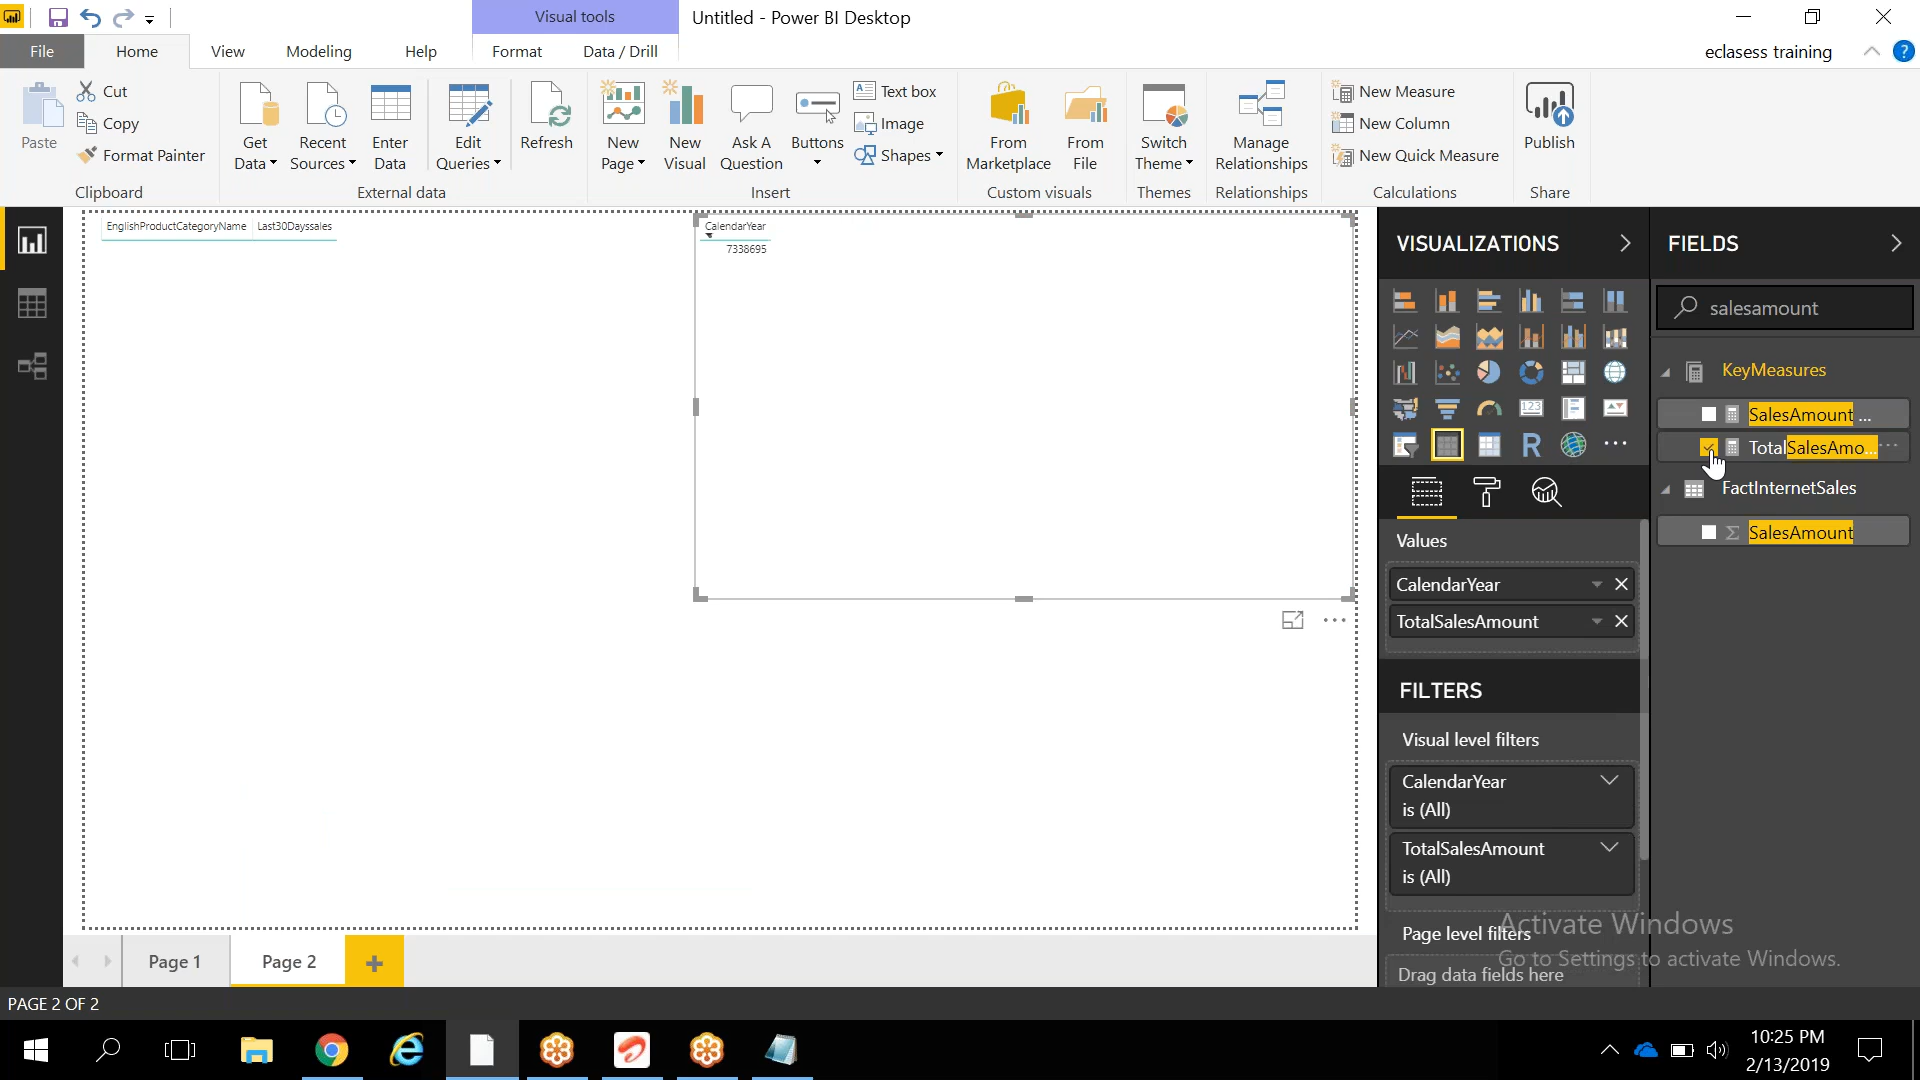 Visual tools
Untitled - Power BI Desktop
File
Home
View
Modeling
Help
Format
Data / Drill
eclasess training
?
Paste
Cut
Copy
Format Painter
Clipboard
Get Data
Recent Sources
Enter Data
Edit Queries
Refresh
External data
New Page
New Visual
Ask A Question
Buttons
Text box
Image
Shapes
Insert
From Marketplace
From File
Custom visuals
Switch Theme
Themes
Manage Relationships
Relationships
New Measure
New Column
New Quick Measure
Calculations
Publish
Share
EnglishProductCategoryName Last30Dayssales
CalendarYear
7338695
VISUALIZATIONS
123
R
Values
CalendarYear
TotalSalesAmount
FILTERS
Visual level filters
CalendarYear
is (All)
TotalSalesAmount
is (All)
Page level filters
Drag data fields here
FIELDS
salesamount
KeyMeasures
SalesAmount ...
TotalSalesAmo...
FactInternetSales
SalesAmount
Activate Windows
Go to Settings to activate Windows.
Page 1
Page 2
PAGE 2 OF 2
10:25 PM
2/13/2019